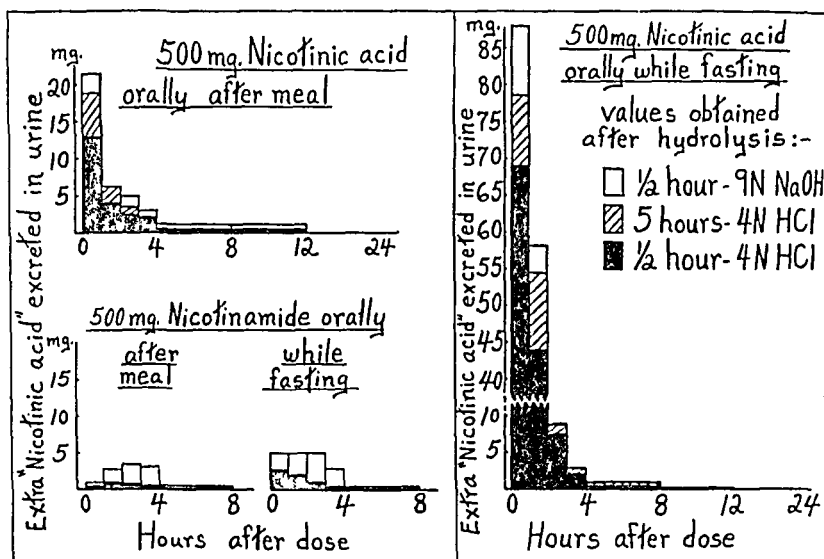 mg.
500 mg. Nicotinic acid
orally after meal
20
15
10
5
0 4 8 12 24
500 mg. Nicotinamide orally
mg.
after
meal
while
fasting
15
10
5
0 4 8
0 4 8
Hours after dose
Extra "Nicotinic acid" excreted in urine
mg.
500 mg. Nicotinic acid
orally while fasting
values obtained
after hydrolysis:-
½ hour - 9N NaOH
5 hours - 4N HCl
½ hour - 4N HCl
85
80
75
70
65
60
55
50
45
40
10
5
0 4 8 12 24
Hours after dose
Extra "Nicotinic acid" excreted in urine